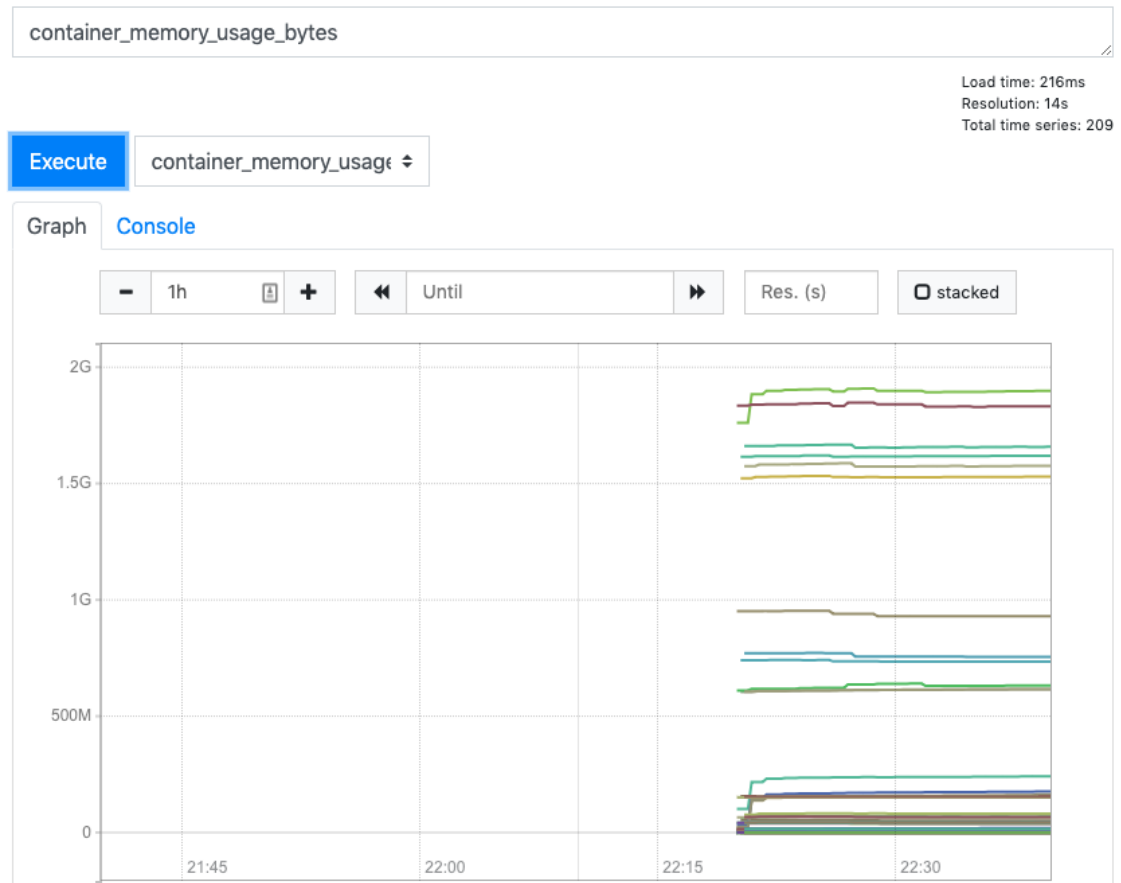 container_memory_usage_bytes
Load time: 216ms
Resolution: 14s
Total time series: 209
Execute
container_memory_usage
Graph
Console
1h
Until
Res. (s)
stacked
2G
1.5G
1G
500M
0
21:45
22:00
22:15
22:30